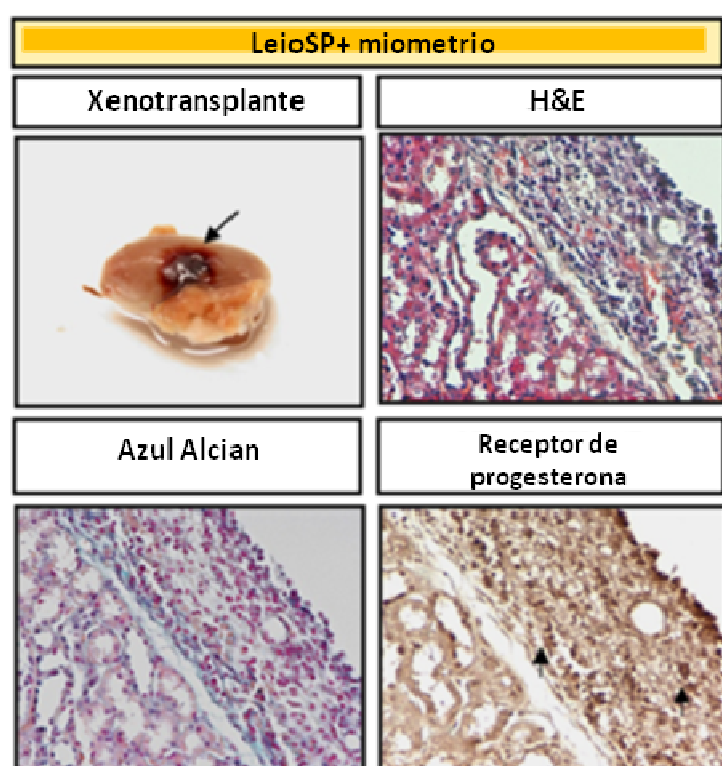 LeioSP+ miometrio
Xenotransplante
H&E
Azul Alcian
Receptor de
progesterona